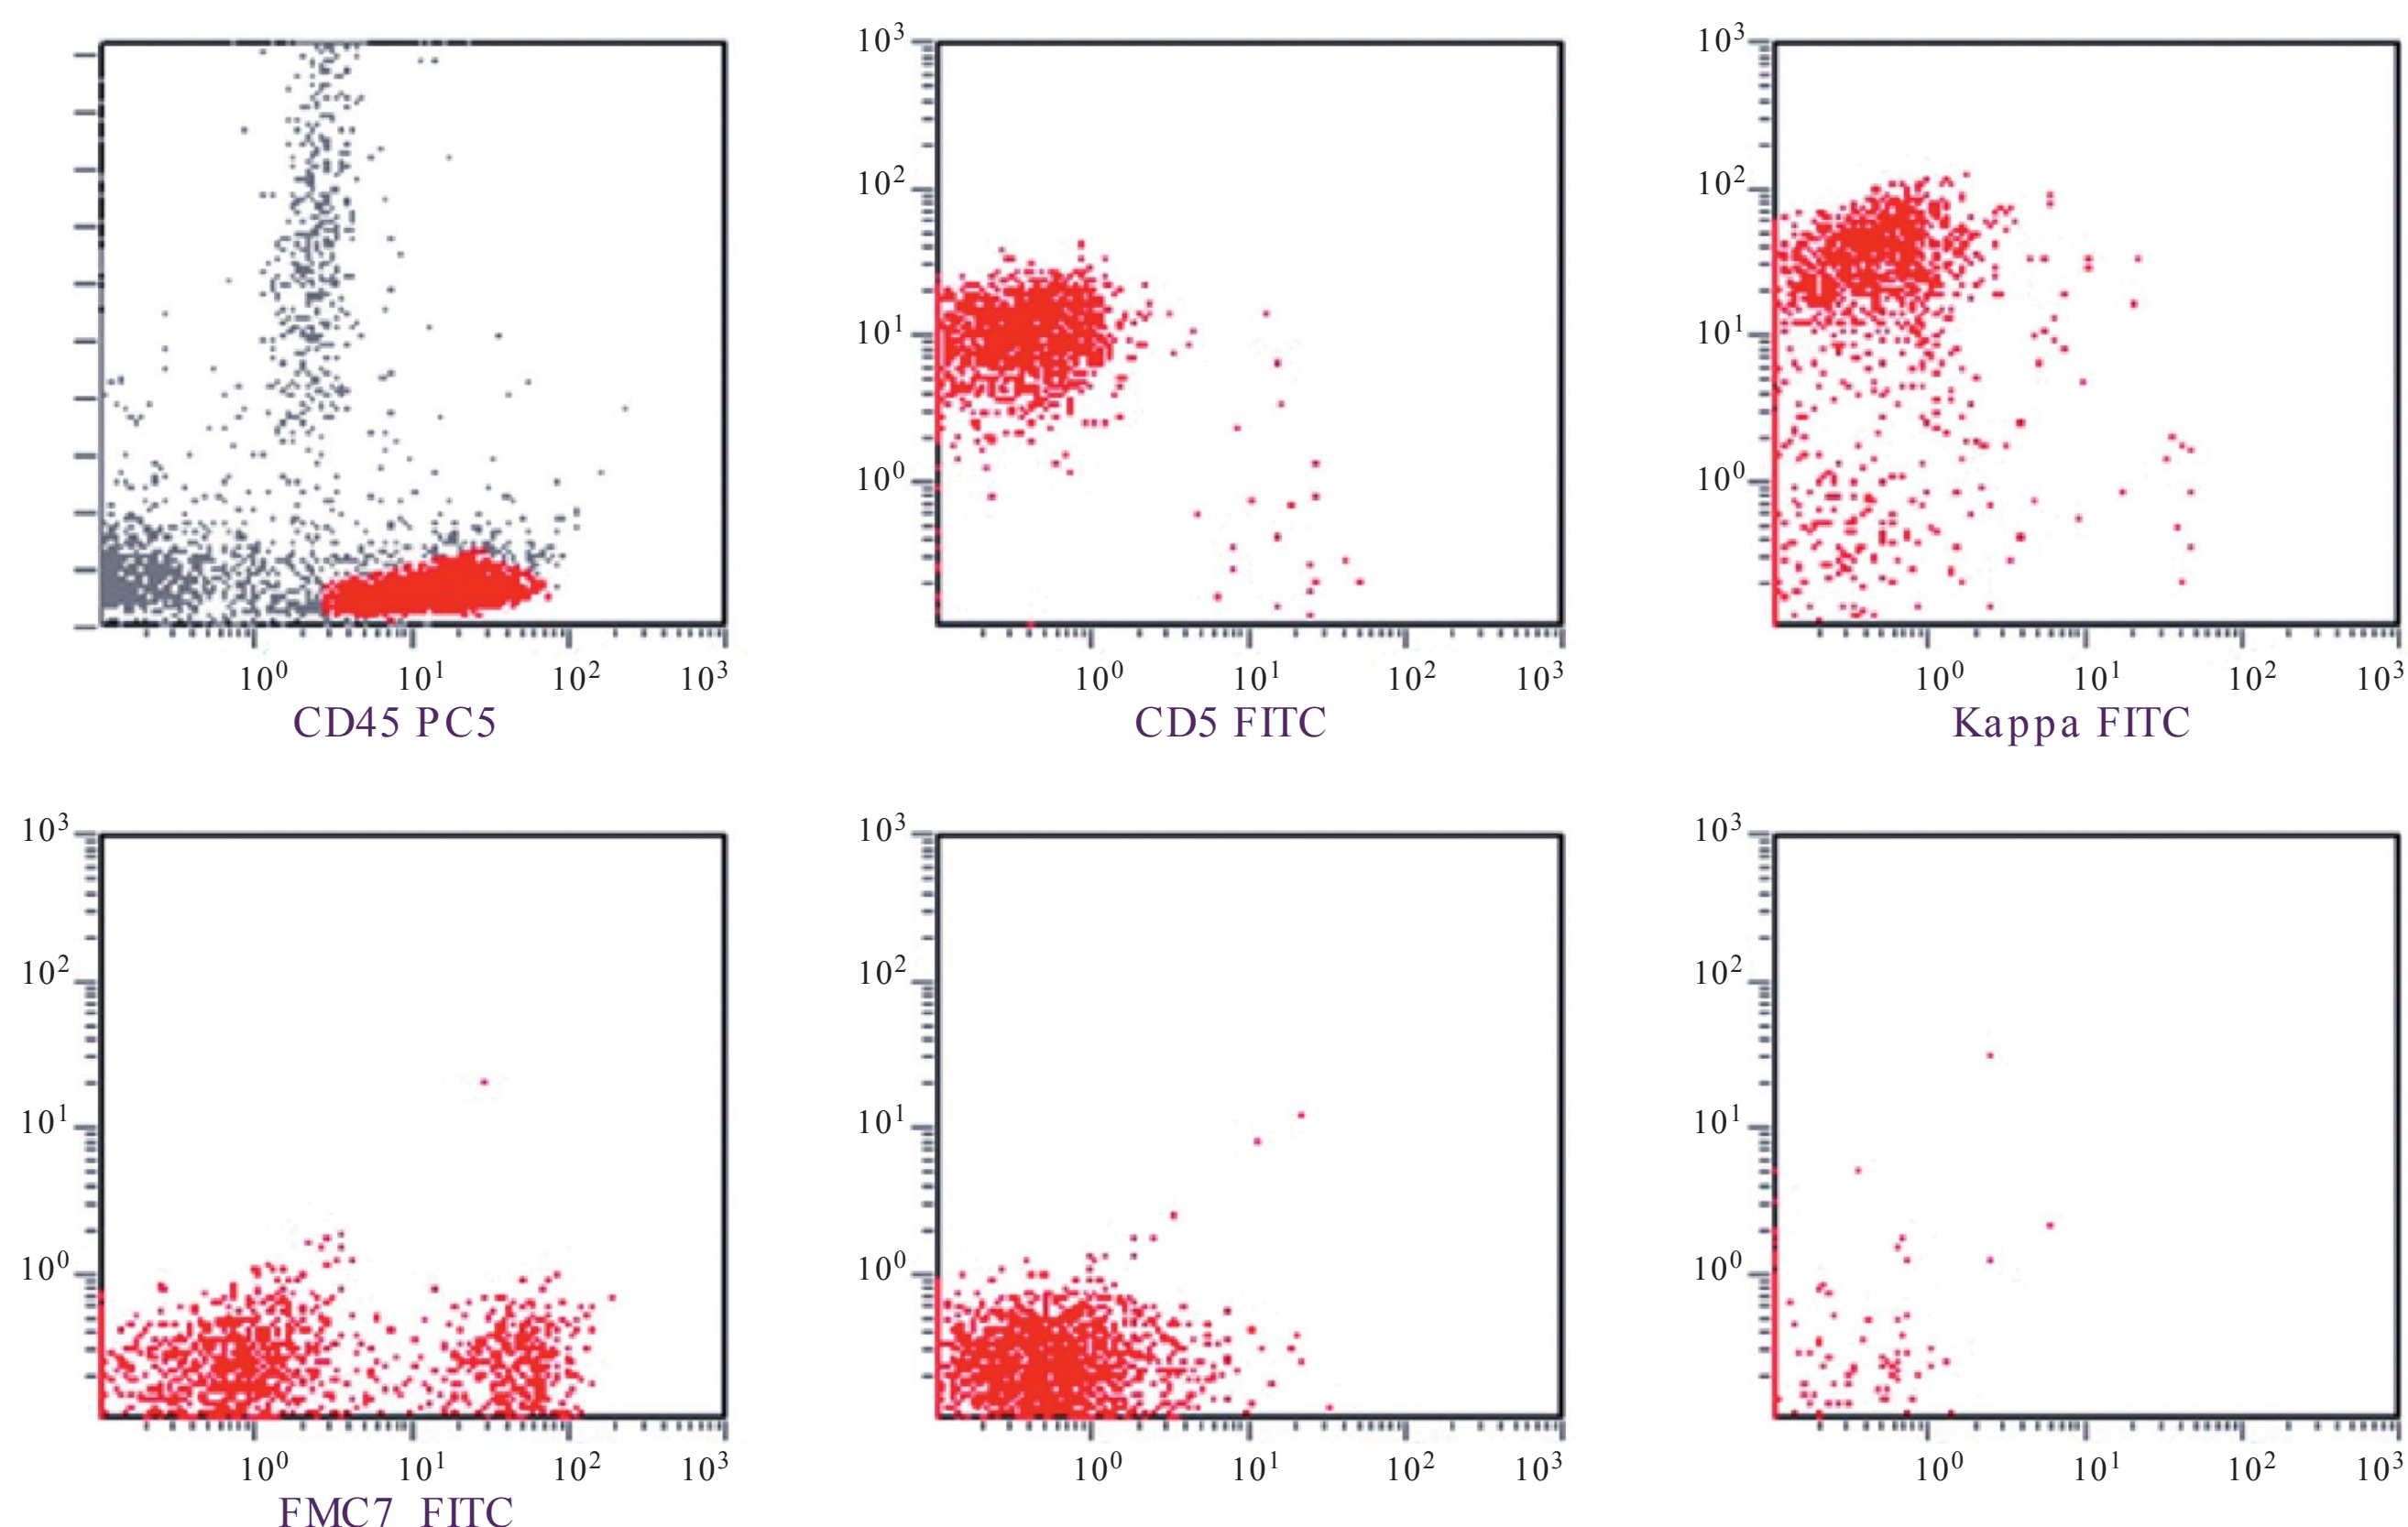 10³ 10³
10² 10²
10¹ 10¹
10⁰ 10⁰
10⁰ 10¹ 10² 10³ 10⁰ 10¹ 10² 10³ 10⁰ 10¹ 10² 10³
CD45 PC5 CD5 FITC Kappa FITC
10³ 10³ 10³
10² 10² 10²
10¹ 10¹ 10¹
10⁰ 10⁰ 10⁰
10⁰ 10¹ 10² 10³ 10⁰ 10¹ 10² 10³ 10⁰ 10¹ 10² 10³
FMC7 FITC